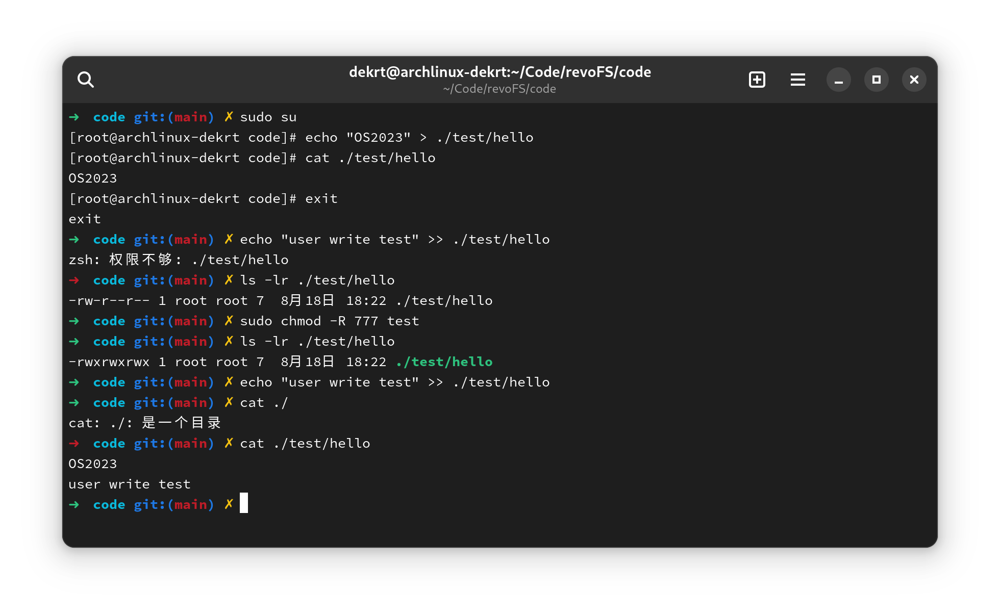 dekrt@archlinux-dekrt:~/Code/revoFS/code
~/Code/revoFS/code
➜  code git:(main) ✗ sudo su
[root@archlinux-dekrt code]# echo "OS2023" > ./test/hello
[root@archlinux-dekrt code]# cat ./test/hello
OS2023
[root@archlinux-dekrt code]# exit
exit
➜  code git:(main) ✗ echo "user write test" >> ./test/hello
zsh: 权限不够: ./test/hello
➜  code git:(main) ✗ ls -lr ./test/hello
-rw-r--r-- 1 root root 7  8月18日 18:22 ./test/hello
➜  code git:(main) ✗ sudo chmod -R 777 test
➜  code git:(main) ✗ ls -lr ./test/hello
-rwxrwxrwx 1 root root 7  8月18日 18:22 ./test/hello
➜  code git:(main) ✗ echo "user write test" >> ./test/hello
➜  code git:(main) ✗ cat ./
cat: ./: 是一个目录
➜  code git:(main) ✗ cat ./test/hello
OS2023
user write test
➜  code git:(main) ✗